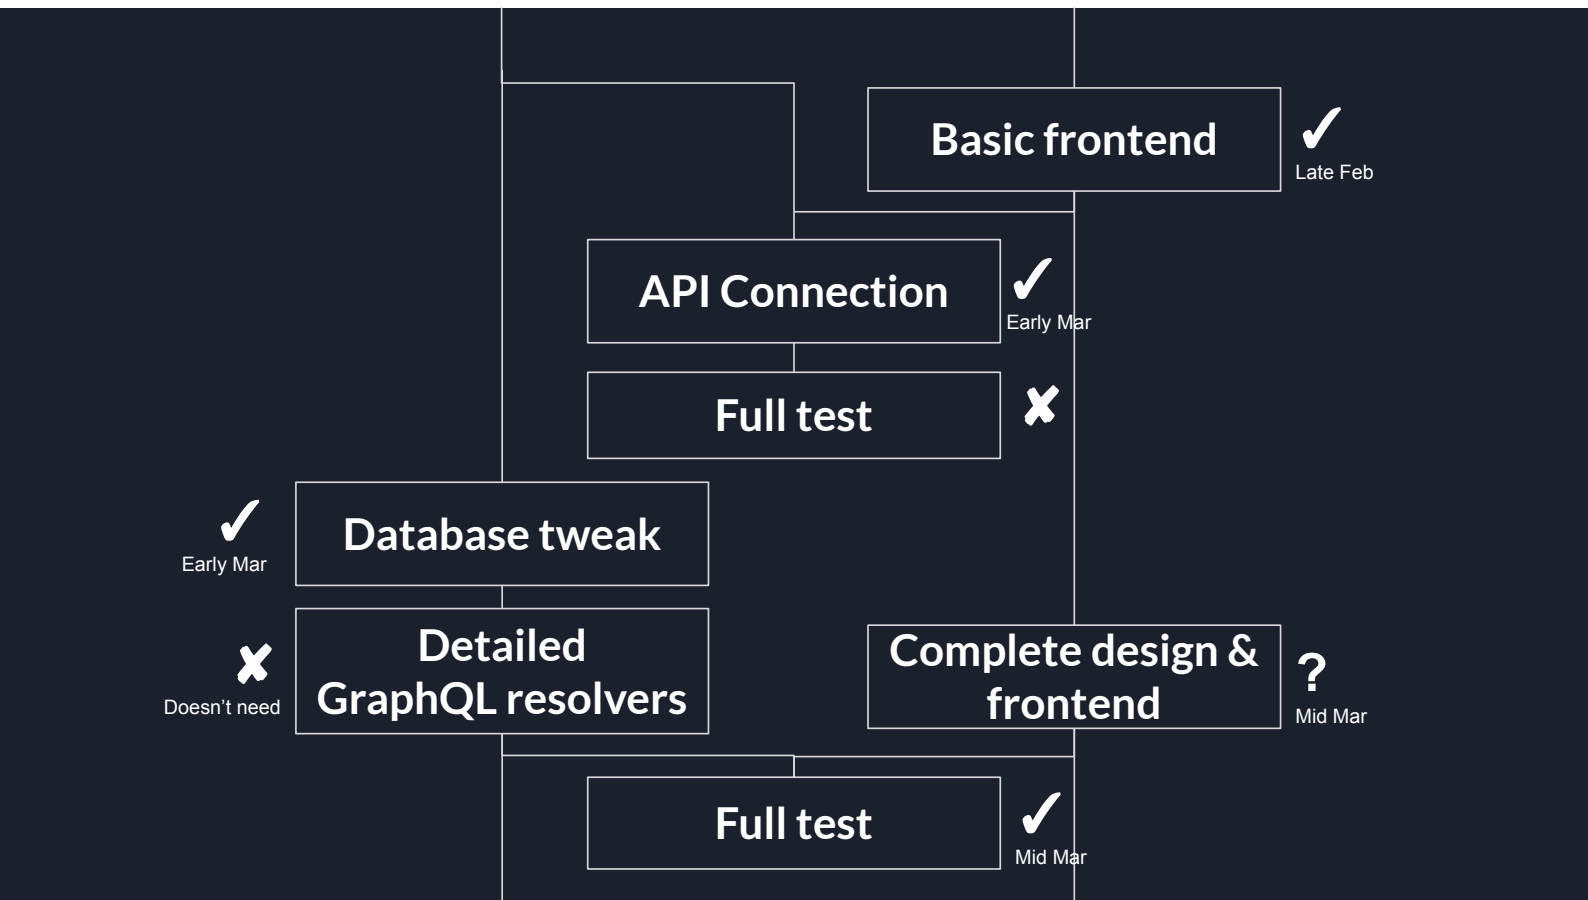 Basic frontend
✓
Late Feb
API Connection
✓
Early Mar
Full test
✘
✓
Early Mar
Database tweak
✘
Doesn’t need
Detailed
GraphQL resolvers
Complete design &
frontend
?
Mid Mar
Full test
✓
Mid Mar